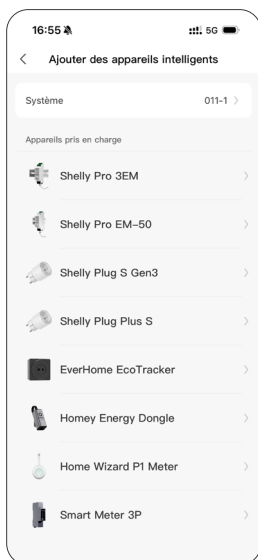 16:55 5G
Ajouter des appareils intelligents
Système 011-1
Appareils pris en charge
Shelly Pro 3EM
Shelly Pro EM-50
Shelly Plug S Gen3
Shelly Plug Plus S
EverHome EcoTracker
Homey Energy Dongle
Home Wizard P1 Meter
Smart Meter 3P